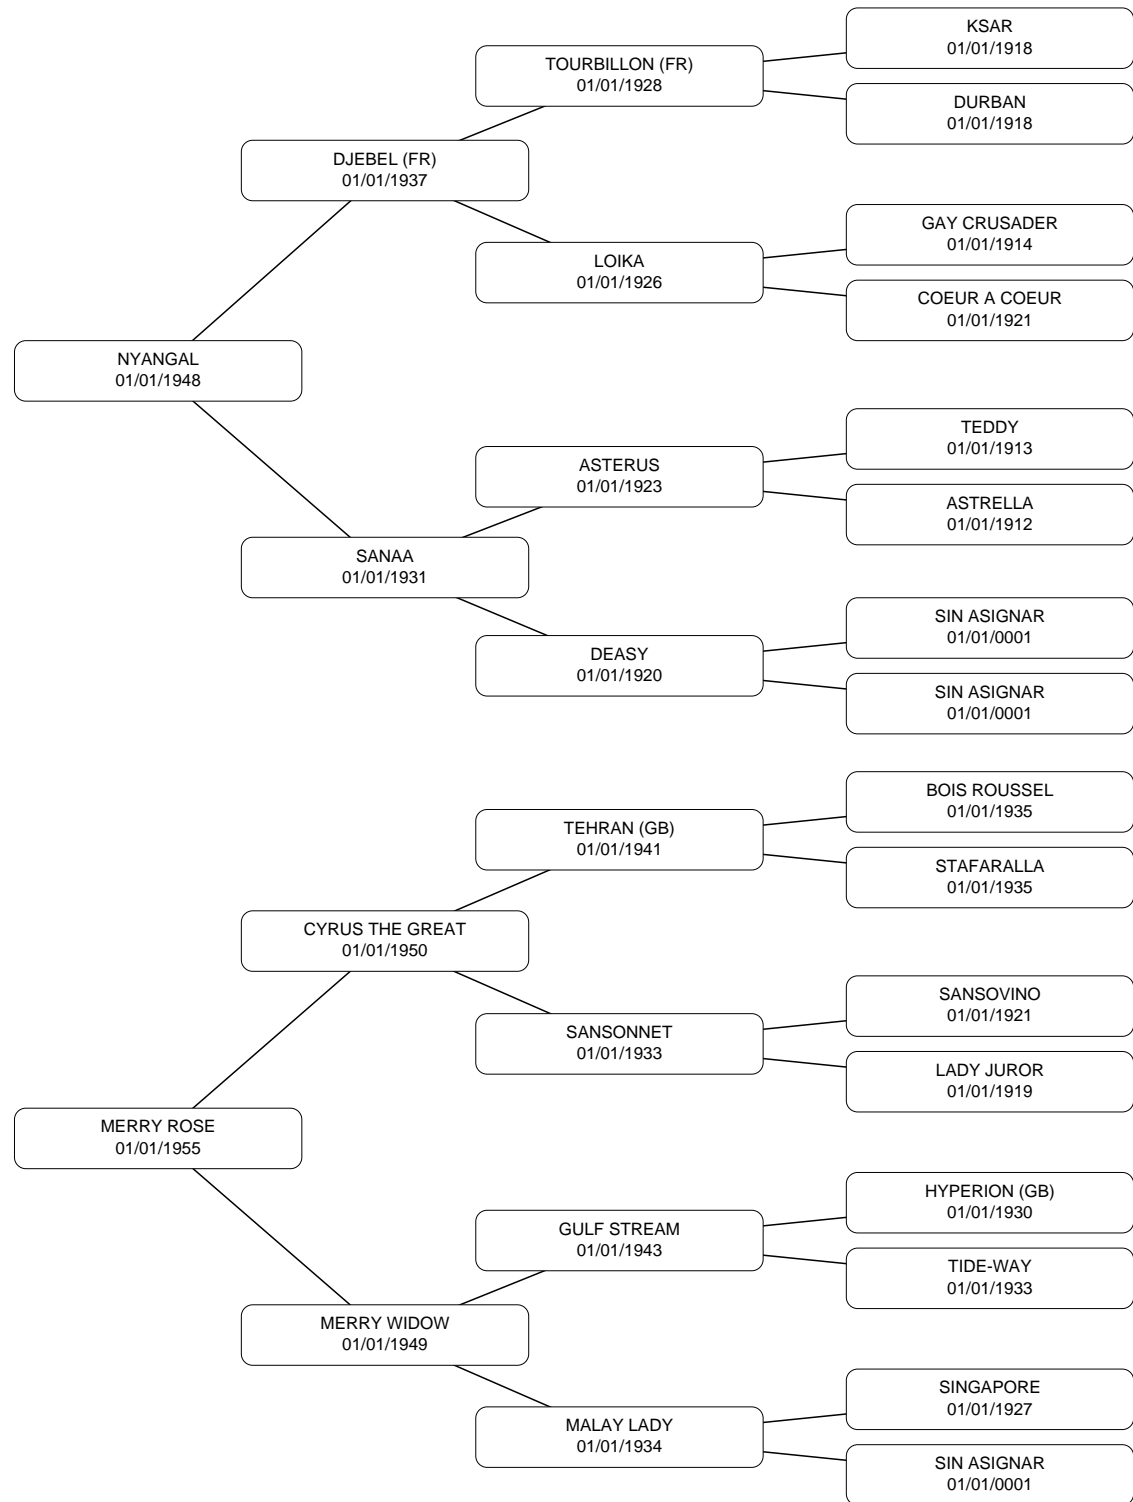 KSAR
01/01/1918
TOURBILLON (FR)
01/01/1928
DURBAN
01/01/1918
DJEBEL (FR)
01/01/1937
GAY CRUSADER
01/01/1914
LOIKA
01/01/1926
COEUR A COEUR
01/01/1921
NYANGAL
01/01/1948
TEDDY
01/01/1913
ASTERUS
01/01/1923
ASTRELLA
01/01/1912
SANAA
01/01/1931
SIN ASIGNAR
01/01/0001
DEASY
01/01/1920
SIN ASIGNAR
01/01/0001
BOIS ROUSSEL
01/01/1935
TEHRAN (GB)
01/01/1941
STAFARALLA
01/01/1935
CYRUS THE GREAT
01/01/1950
SANSOVINO
01/01/1921
SANSONNET
01/01/1933
LADY JUROR
01/01/1919
MERRY ROSE
01/01/1955
HYPERION (GB)
01/01/1930
GULF STREAM
01/01/1943
TIDE-WAY
01/01/1933
MERRY WIDOW
01/01/1949
SINGAPORE
01/01/1927
MALAY LADY
01/01/1934
SIN ASIGNAR
01/01/0001